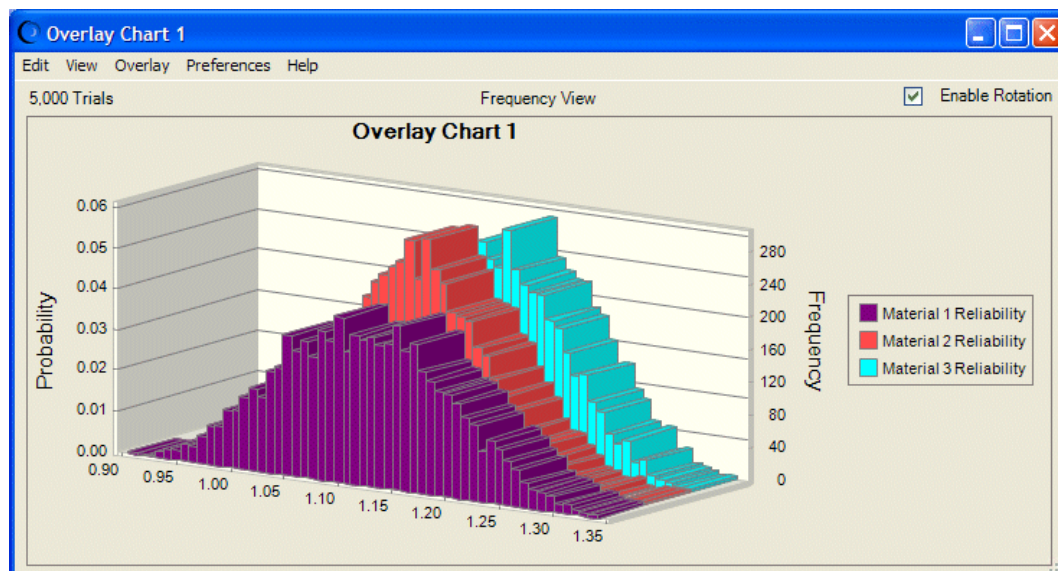 Overlay Chart 1
Edit View Overlay Preferences Help
5,000 Trials Frequency View Enable Rotation
Overlay Chart 1
Probability
0.06
0.05
0.04
0.03
0.02
0.01
0.00
0.90 0.95 1.00 1.05 1.10 1.15 1.20 1.25 1.30 1.35
280
240
200
160
120
80
40
0
Frequency
Material 1 Reliability
Material 2 Reliability
Material 3 Reliability